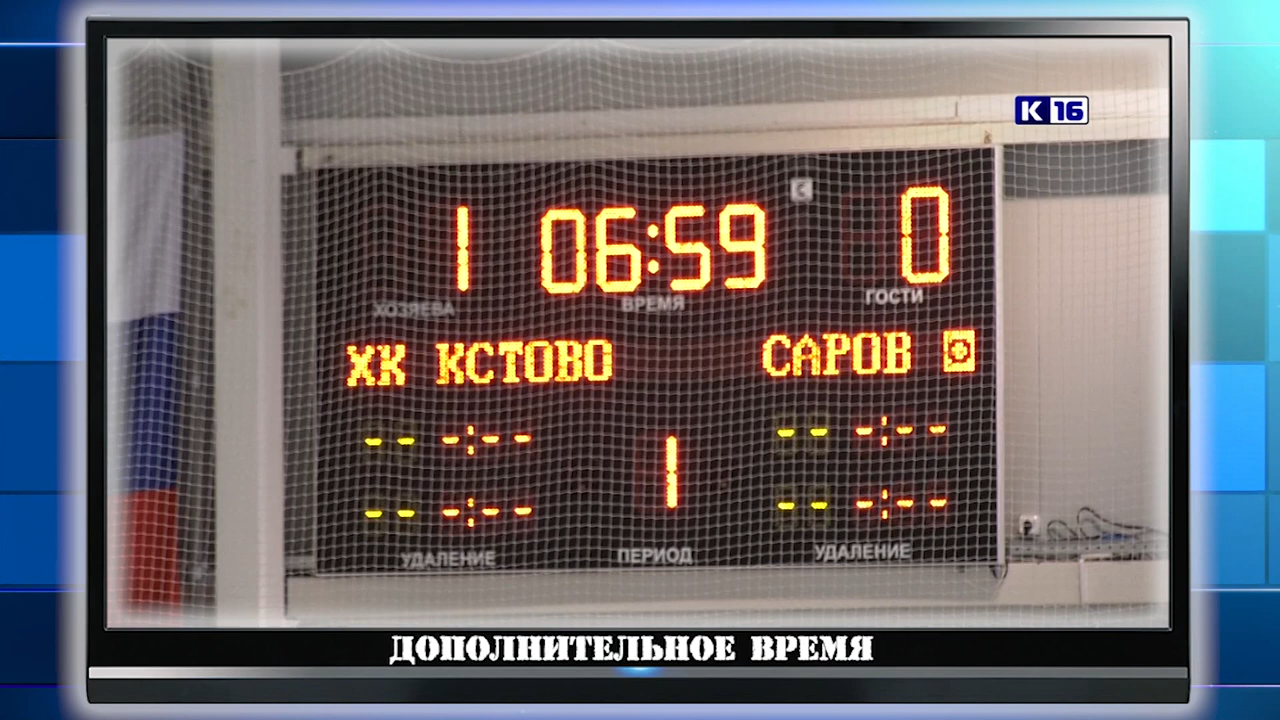 К 16
1 06:59 0
ХОЗЯЕВА ВРЕМЯ ГОСТИ
ХК КСТОВО САРОВ
-- -:-- -- -:--
1
-- -:-- -- -:--
УДАЛЕНИЕ ПЕРИОД УДАЛЕНИЕ
ДОПОЛНИТЕЛЬНОЕ ВРЕМЯ